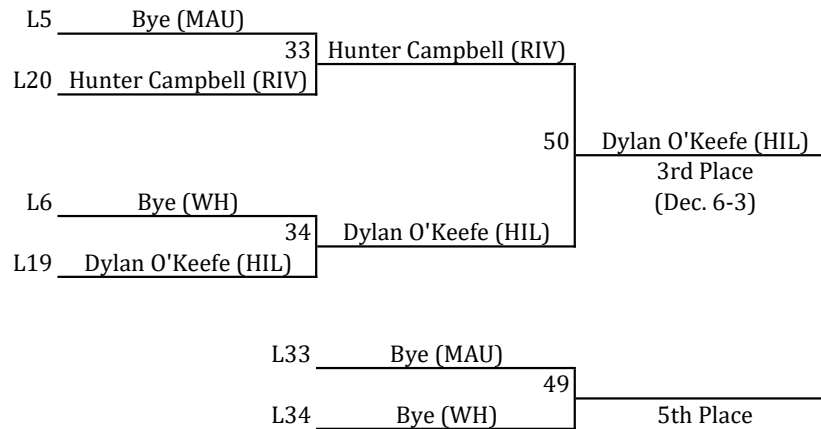 L5 Bye (MAU)
33 Hunter Campbell (RIV)
L20 Hunter Campbell (RIV)
50 Dylan O'Keefe (HIL)
3rd Place
L6 Bye (WH)
(Dec. 6-3)
34 Dylan O'Keefe (HIL)
L19 Dylan O'Keefe (HIL)
L33 Bye (MAU)
49
L34 Bye (WH) 5th Place